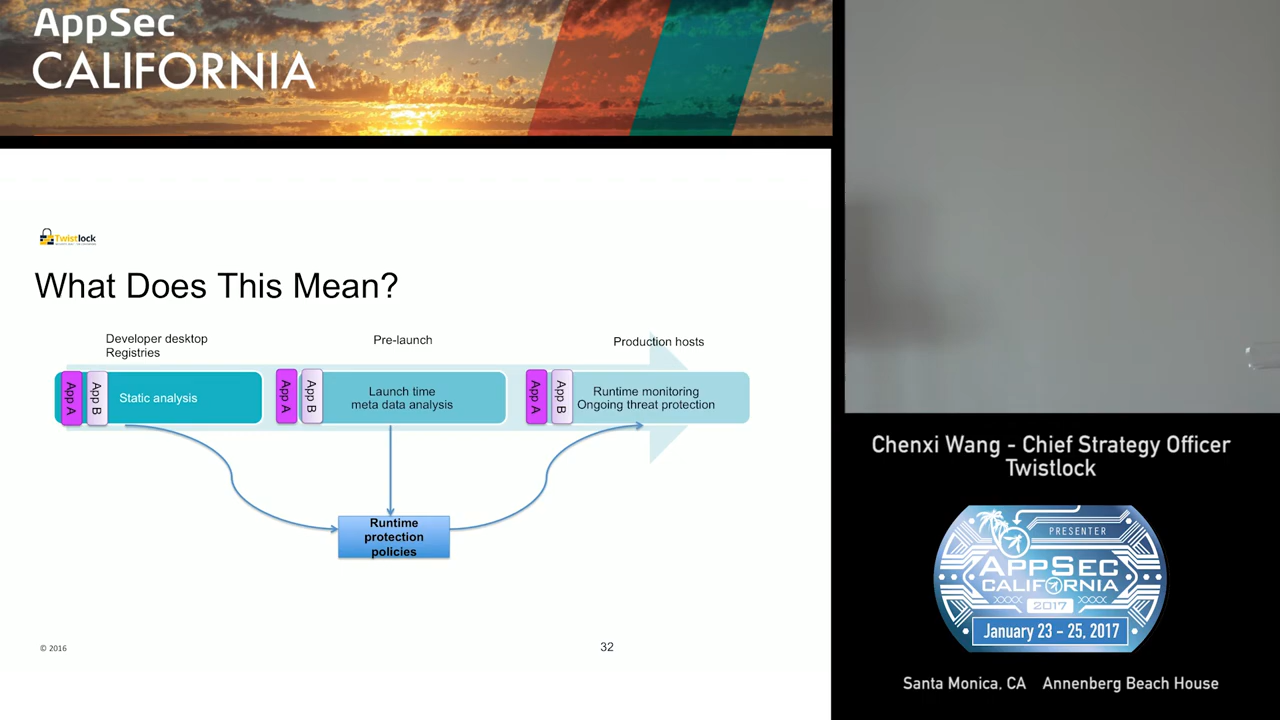 AppSec
CALIFORNIA
Twistlock
What Does This Mean?
Developer desktop
Registries
Pre-launch
Production hosts
App A
App B
Static analysis
App A
App B
Launch time
meta data analysis
App A
App B
Runtime monitoring
Ongoing threat protection
Runtime
protection
policies
© 2016
32
Chenxi Wang - Chief Strategy Officer
Twistlock
PRESENTER
APPSEC
CALIFORNIA
2017
January 23 - 25, 2017
Santa Monica, CA Annenberg Beach House